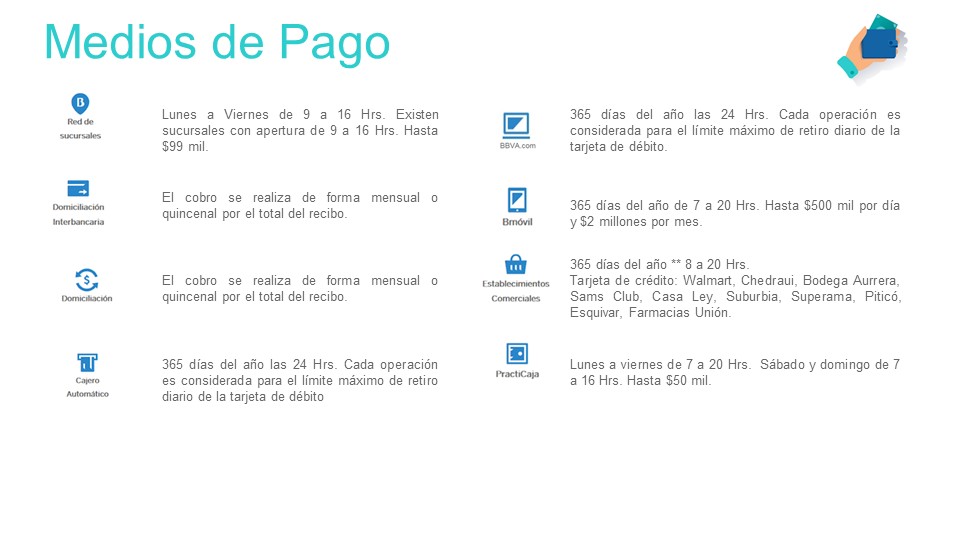 Medios de Pago
B
Red de
sucursales
Lunes a Viernes de 9 a 16 Hrs. Existen
sucursales con apertura de 9 a 16 Hrs. Hasta
$99 mil.
Domiciliación
Interbancaria
El cobro se realiza de forma mensual o
quincenal por el total del recibo.
$
Domiciliación
El cobro se realiza de forma mensual o
quincenal por el total del recibo.
Cajero
Automático
365 días del año las 24 Hrs. Cada operación
es considerada para el límite máximo de retiro
diario de la tarjeta de débito
BBVA.com
365 días del año las 24 Hrs. Cada operación es
considerada para el límite máximo de retiro diario de la
tarjeta de débito.
Bmóvil
365 días del año de 7 a 20 Hrs. Hasta $500 mil por día
y $2 millones por mes.
Establecimientos
Comerciales
365 días del año ** 8 a 20 Hrs.
Tarjeta de crédito: Walmart, Chedraui, Bodega Aurrera,
Sams Club, Casa Ley, Suburbia, Superama, Piticó,
Esquivar, Farmacias Unión.
PractiCaja
Lunes a viernes de 7 a 20 Hrs. Sábado y domingo de 7
a 16 Hrs. Hasta $50 mil.